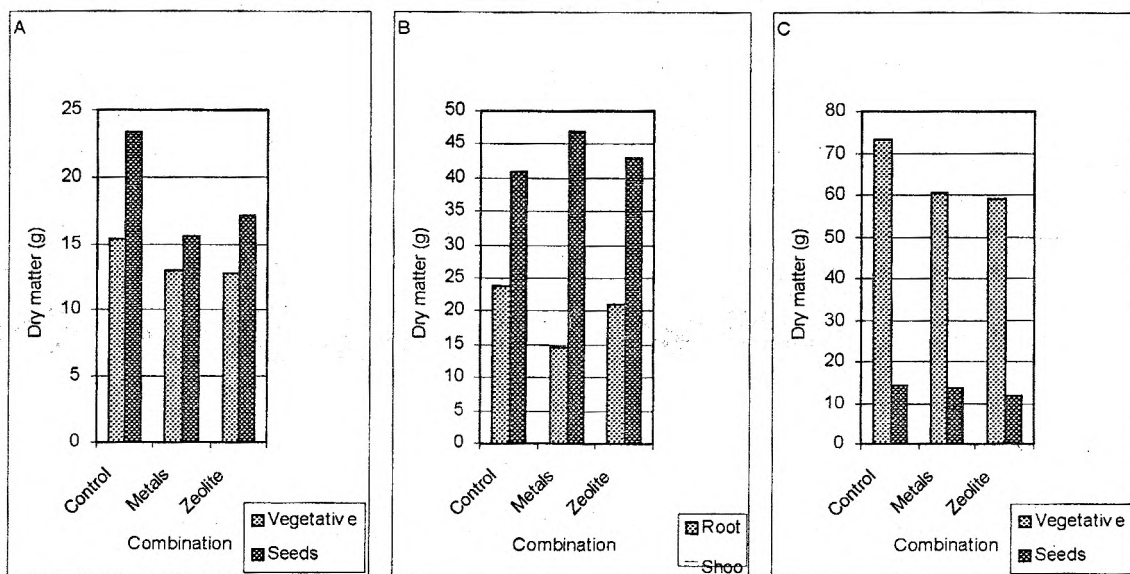 A
25
20
15
10
5
0
Dry matter (g)
Control
Metals
Zeolite
Combination
Vegetative
Seeds
B
50
45
40
35
30
25
20
15
10
5
0
Dry matter (g)
Control
Metals
Zeolite
Combination
Root
Shoo
C
80
70
60
50
40
30
20
10
0
Dry matter (g)
Control
Metals
Zeolite
Combination
Vegetative
Seeds